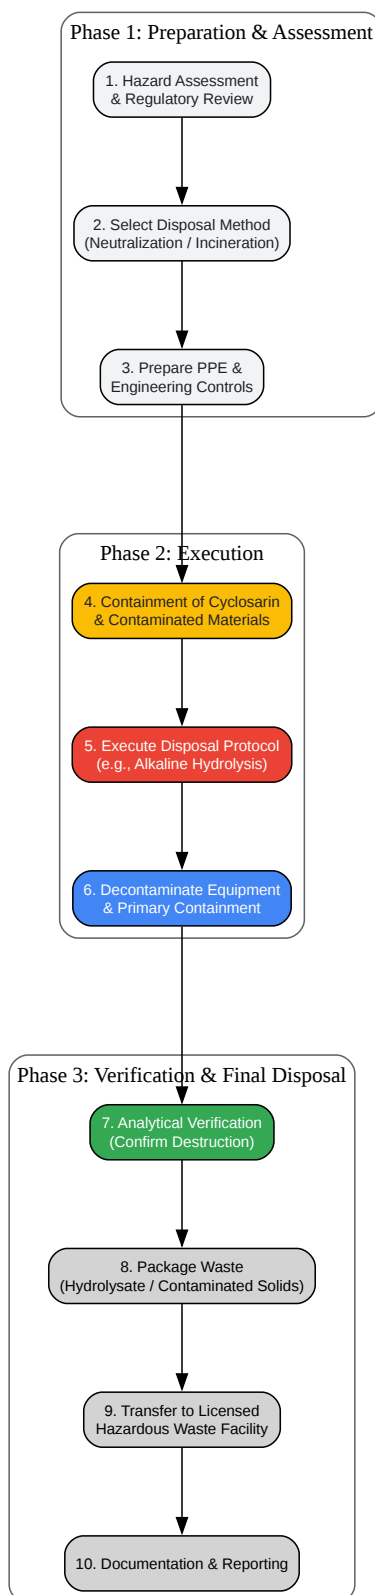 Phase 1: Preparation & Assessment
1. Hazard Assessment
& Regulatory Review
2. Select Disposal Method
(Neutralization / Incineration)
3. Prepare PPE &
Engineering Controls
Phase 2: Execution
4. Containment of Cyclosarin
& Contaminated Materials
5. Execute Disposal Protocol
(e.g., Alkaline Hydrolysis)
6. Decontaminate Equipment
& Primary Containment
Phase 3: Verification & Final Disposal
7. Analytical Verification
(Confirm Destruction)
8. Package Waste
(Hydrolysate / Contaminated Solids)
9. Transfer to Licensed
Hazardous Waste Facility
10. Documentation & Reporting